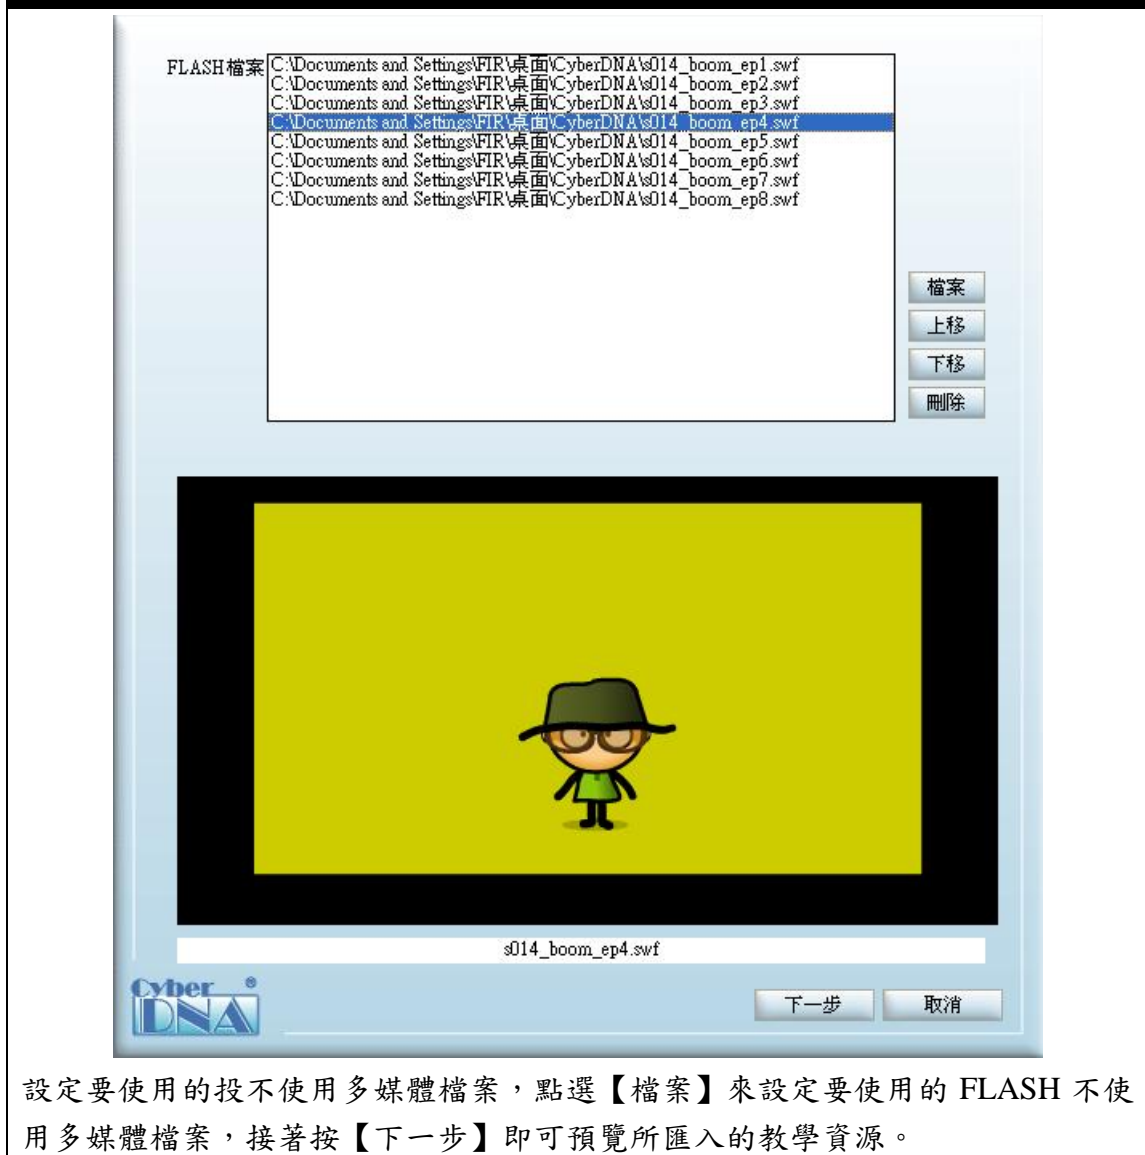 FLASH檔案
C:\Documents and Settings\FIR\桌面\CyberDNA\s014_boom_ep1.swf
C:\Documents and Settings\FIR\桌面\CyberDNA\s014_boom_ep2.swf
C:\Documents and Settings\FIR\桌面\CyberDNA\s014_boom_ep3.swf
C:\Documents and Settings\FIR\桌面\CyberDNA\s014_boom_ep4.swf
C:\Documents and Settings\FIR\桌面\CyberDNA\s014_boom_ep5.swf
C:\Documents and Settings\FIR\桌面\CyberDNA\s014_boom_ep6.swf
C:\Documents and Settings\FIR\桌面\CyberDNA\s014_boom_ep7.swf
C:\Documents and Settings\FIR\桌面\CyberDNA\s014_boom_ep8.swf
檔案
上移
下移
刪除
s014_boom_ep4.swf
Cyber ®
DNA
下一步
取消
設定要使用的投不使用多媒體檔案，點選【檔案】來設定要使用的 FLASH 不使
用多媒體檔案，接著按【下一步】即可預覽所匯入的教學資源。